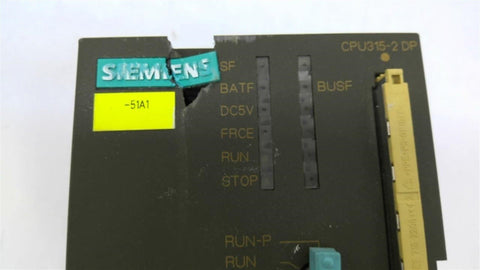 SIEMENS
-51A1
CPU315-2 DP
SF
BATF
BUSF
DC5V
FRCE
RUN
STOP
RUN-P
RUN